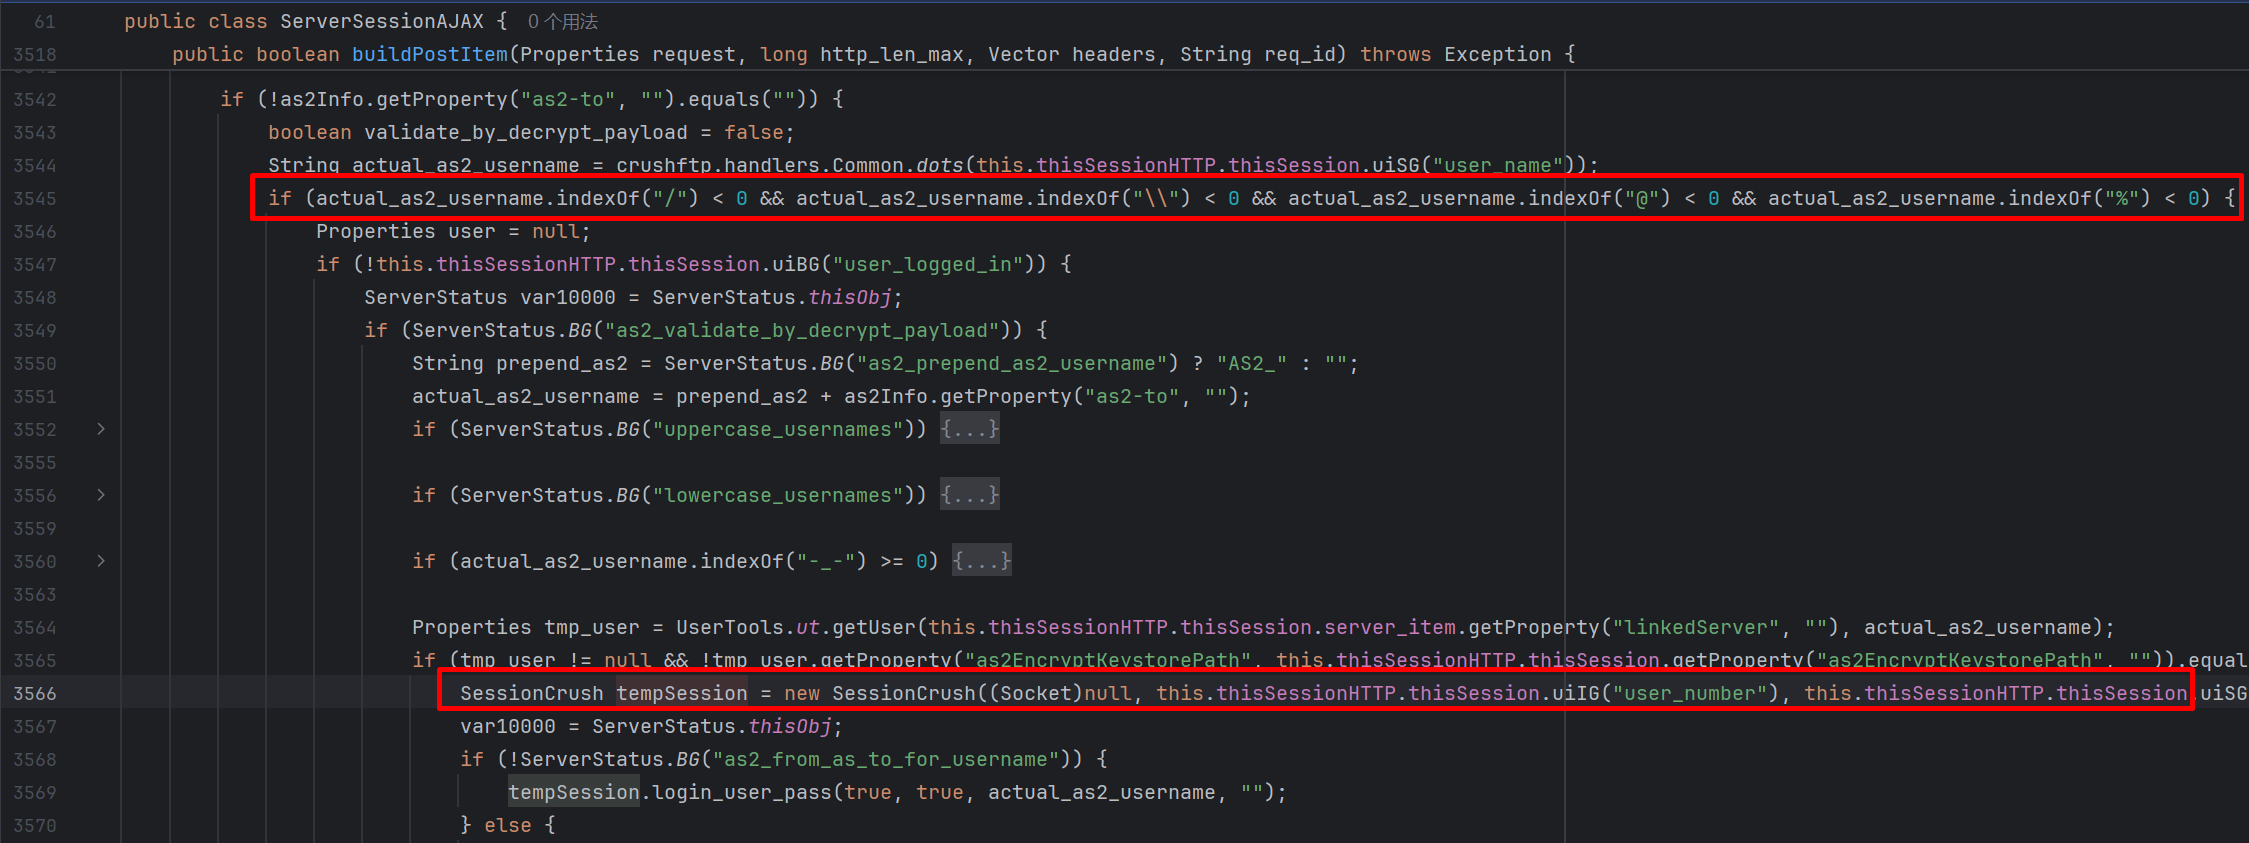 61 public class ServerSessionAJAX { 0 个用法
3518 public boolean buildPostItem(Properties request, long http_len_max, Vector headers, String req_id) throws Exception {
3542 if (!as2Info.getProperty("as2-to", "").equals("")) {
3543 boolean validate_by_decrypt_payload = false;
3544 String actual_as2_username = crushftp.handlers.Common.dots(this.thisSessionHTTP.thisSession.uiSG("user_name"));
3545 if (actual_as2_username.indexOf("/") < 0 && actual_as2_username.indexOf("\\") < 0 && actual_as2_username.indexOf("@") < 0 && actual_as2_username.indexOf("%") < 0) {
3546 Properties user = null;
3547 if (!this.thisSessionHTTP.thisSession.uiBG("user_logged_in")) {
3548 ServerStatus var10000 = ServerStatus.thisObj;
3549 if (ServerStatus.BG("as2_validate_by_decrypt_payload")) {
3550 String prepend_as2 = ServerStatus.BG("as2_prepend_as2_username") ? "AS2_" : "";
3551 actual_as2_username = prepend_as2 + as2Info.getProperty("as2-to", "");
3552 if (ServerStatus.BG("uppercase_usernames")) {...}
3555
3556 if (ServerStatus.BG("lowercase_usernames")) {...}
3559
3560 if (actual_as2_username.indexOf("-_-") >= 0) {...}
3563
3564 Properties tmp_user = UserTools.ut.getUser(this.thisSessionHTTP.thisSession.server_item.getProperty("linkedServer", ""), actual_as2_username);
3565 if (tmp_user != null && !tmp_user.getProperty("as2EncryptKeystorePath", this.thisSessionHTTP.thisSession.getProperty("as2EncryptKeystorePath", "")).equal
3566 SessionCrush tempSession = new SessionCrush((Socket)null, this.thisSessionHTTP.thisSession.uiIG("user_number"), this.thisSessionHTTP.thisSession.uiSG
3567 var10000 = ServerStatus.thisObj;
3568 if (!ServerStatus.BG("as2_from_as_to_for_username")) {
3569 tempSession.login_user_pass(true, true, actual_as2_username, "");
3570 } else {